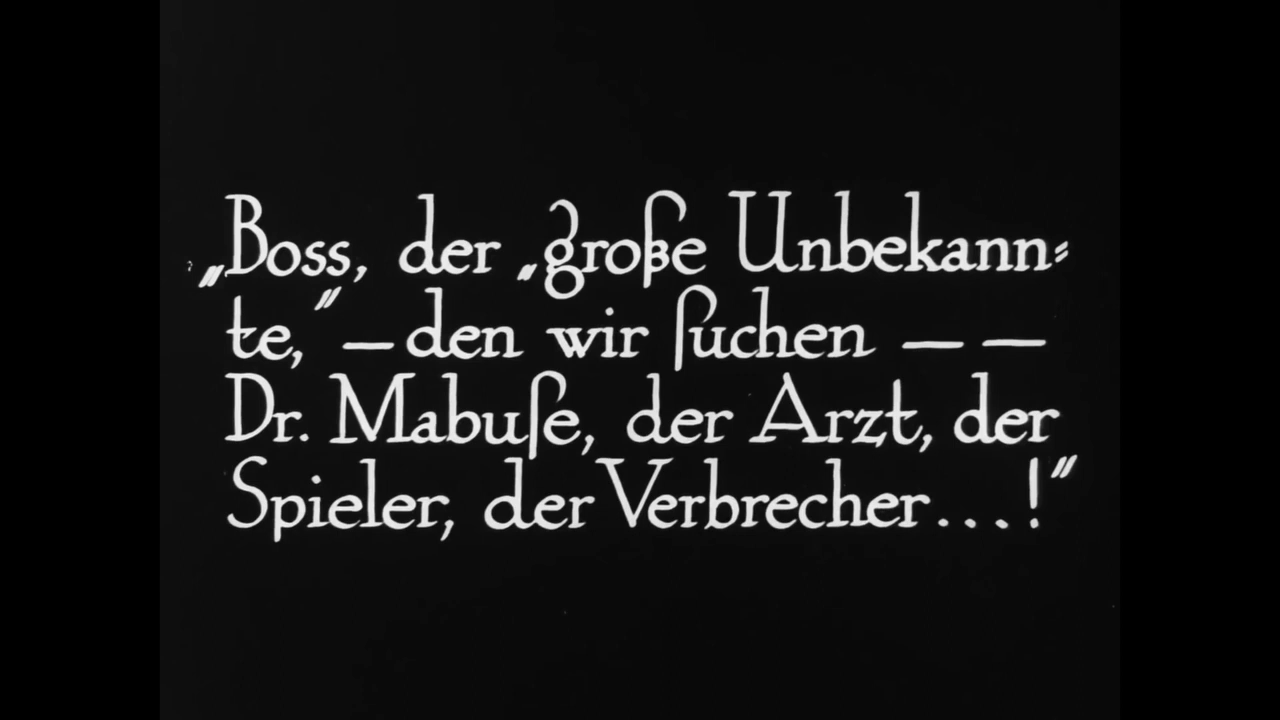 „Boss, der „große Unbekann⸗
te,” — den wir ſuchen — —
Dr. Mabuſe, der Arzt, der
Spieler, der Verbrecher...!”